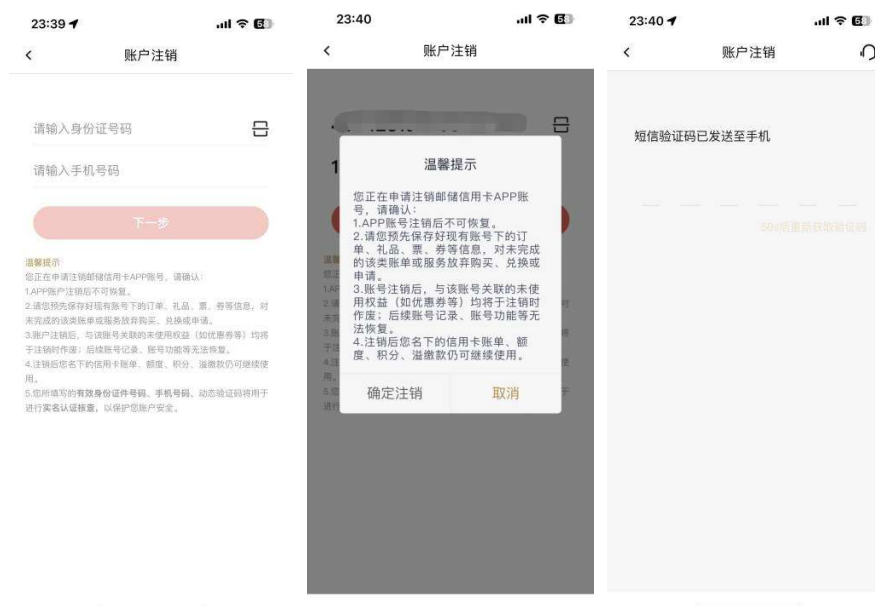 23:39
58
账户注销
请输入身份证号码
请输入手机号码
下一步
温馨提示
您正在申请注销邮储信用卡APP账号，请确认：
1.APP账户注销后不可恢复。
2.请您预先保存好现有账号下的订单、礼品、票、券等信息，对
未完成的该类账单或服务放弃购买、兑换或申请。
3.账户注销后，与该账号关联的未使用权益（如优惠券等）均将
于注销时作废；后续账号记录、账号功能等无法恢复。
4.注销后您名下的信用卡账单、额度、积分、溢缴款仍可继续使
用。
5.您所填写的有效身份证件号码、手机号码、动态验证码将用于
进行实名认证核查，以保护您账户安全。
23:40
58
账户注销
温馨提示
您正在申请注销邮储信用卡APP账
号，请确认：
1.APP账号注销后不可恢复。
2.请您预先保存好现有账号下的订
单、礼品、票、券等信息，对未完成
的该类账单或服务放弃购买、兑换或
申请。
3.账号注销后，与该账号关联的未使
用权益（如优惠券等）均将于注销时
作废；后续账号记录、账号功能等无
法恢复。
4.注销后您名下的信用卡账单、额
度、积分、溢缴款仍可继续使用。
确定注销
取消
23:40
58
账户注销
短信验证码已发送至手机
50s后重新获取验证码